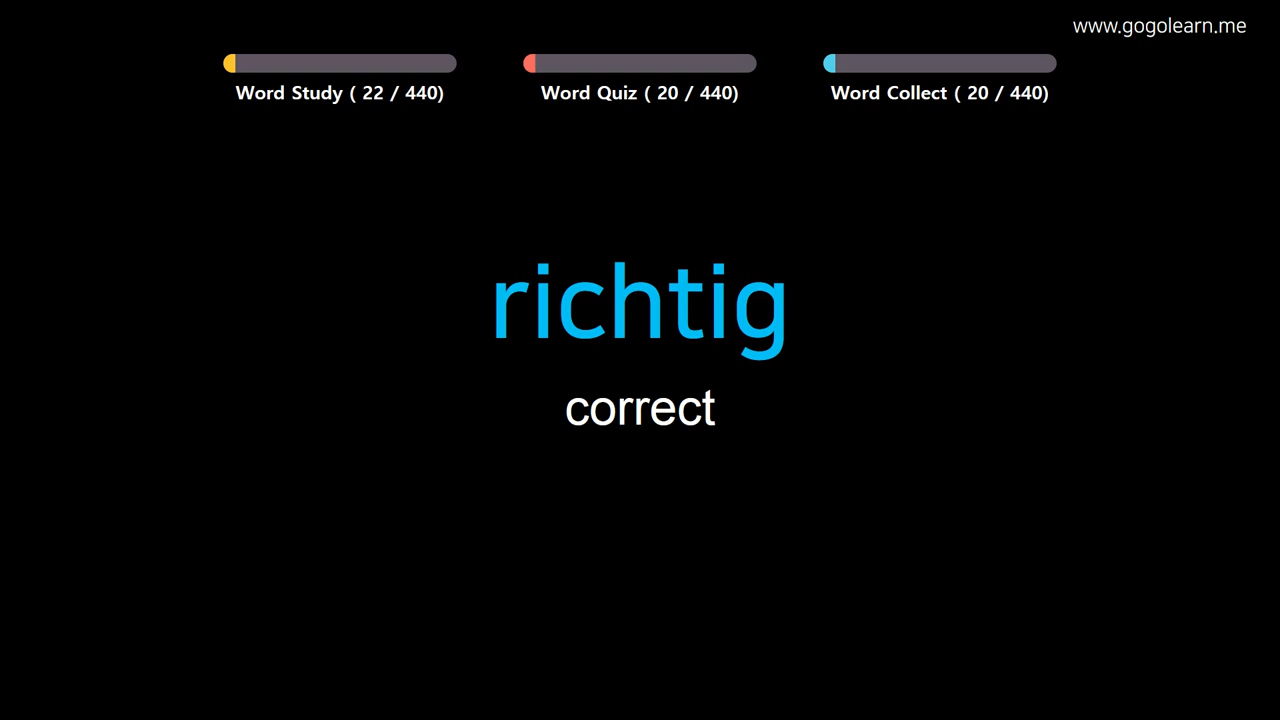 www.gogolearn.me
Word Study ( 22 / 440)
Word Quiz ( 20 / 440)
Word Collect ( 20 / 440)
richtig
correct